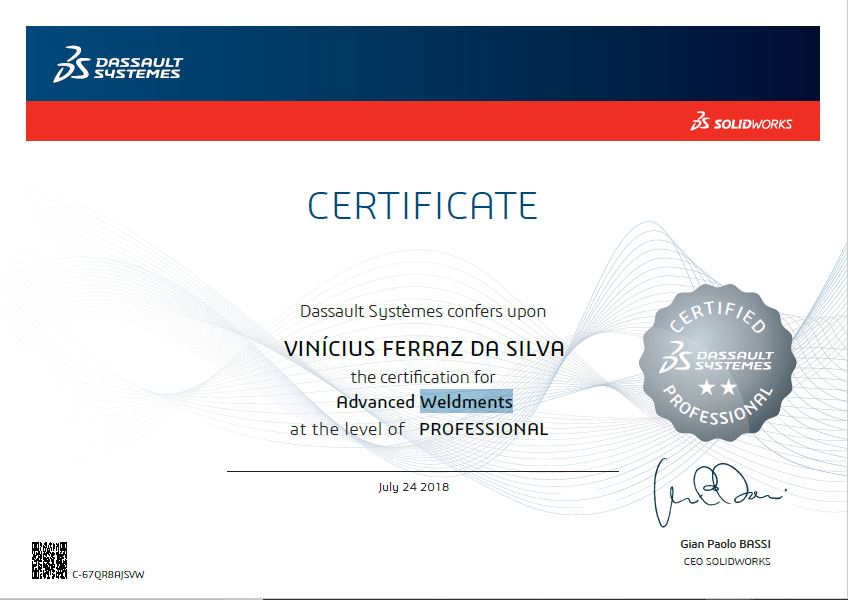 DASSAULT
SYSTEMES
SOLIDWORKS
CERTIFICATE
Dassault Systèmes confers upon
VINÍCIUS FERRAZ DA SILVA
the certification for
Advanced Weldments
at the level of PROFESSIONAL
July 24 2018
CERTIFIED
DASSAULT
SYSTEMES
PROFESSIONAL
Gian Paolo BASSI
CEO SOLIDWORKS
C-67QR8AJSVW